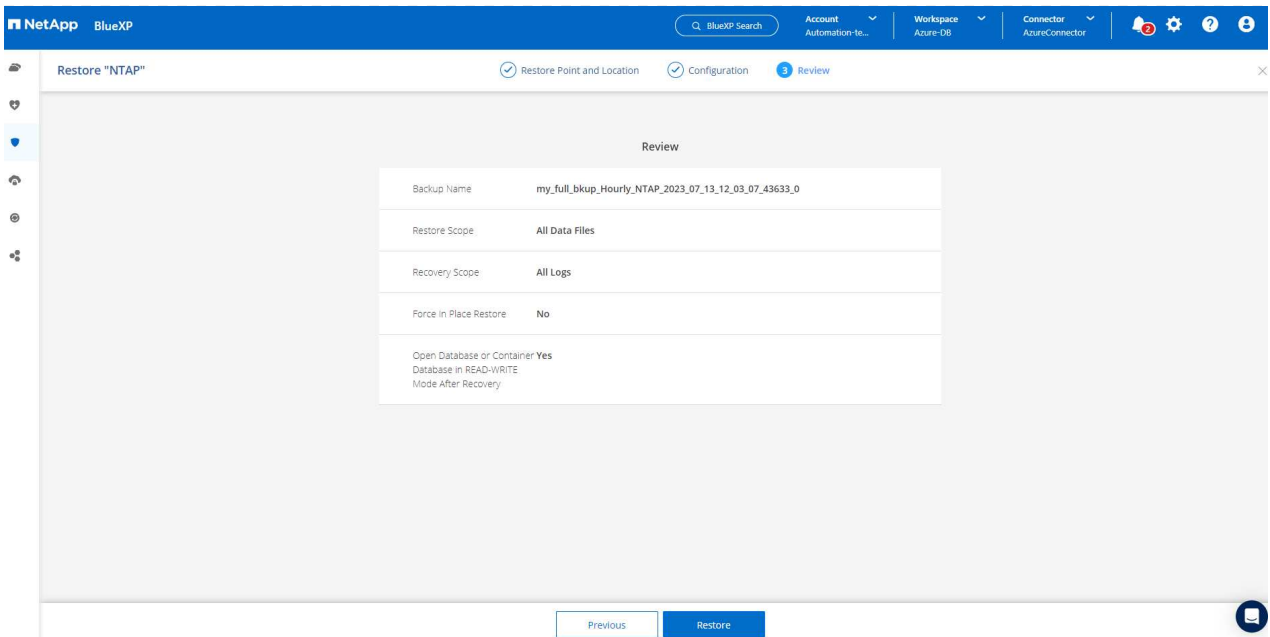 NetApp BlueXP
BlueXP Search
Account
Automation-te...
Workspace
Azure-DB
Connector
AzureConnector
2
Restore "NTAP"
Restore Point and Location
Configuration
3 Review
Review
Backup Name my_full_bkup_Hourly_NTAP_2023_07_13_12_03_07_43633_0
Restore Scope All Data Files
Recovery Scope All Logs
Force in Place Restore No
Open Database or Container Yes
Database in READ-WRITE
Mode After Recovery
Previous Restore